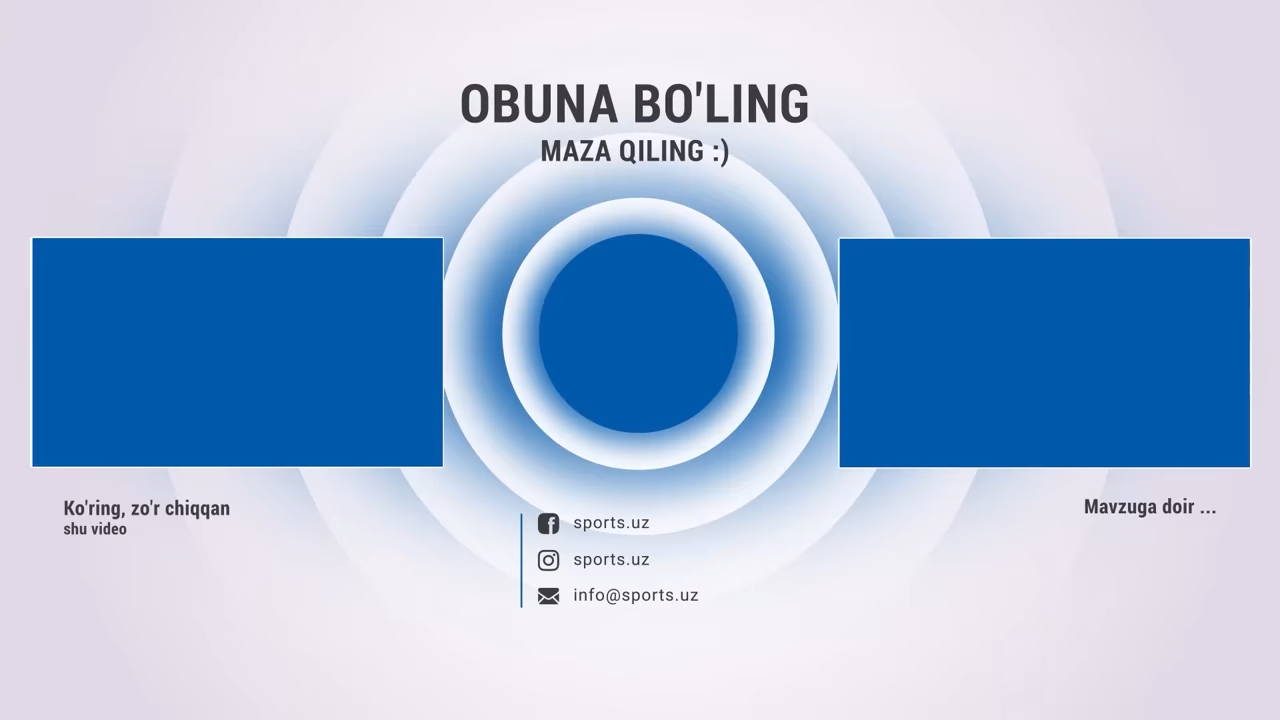 OBUNA BO'LING
MAZA QILING :)
Ko'ring, zo'r chiqqan
shu video
Mavzuga doir ...
sports.uz
sports.uz
info@sports.uz